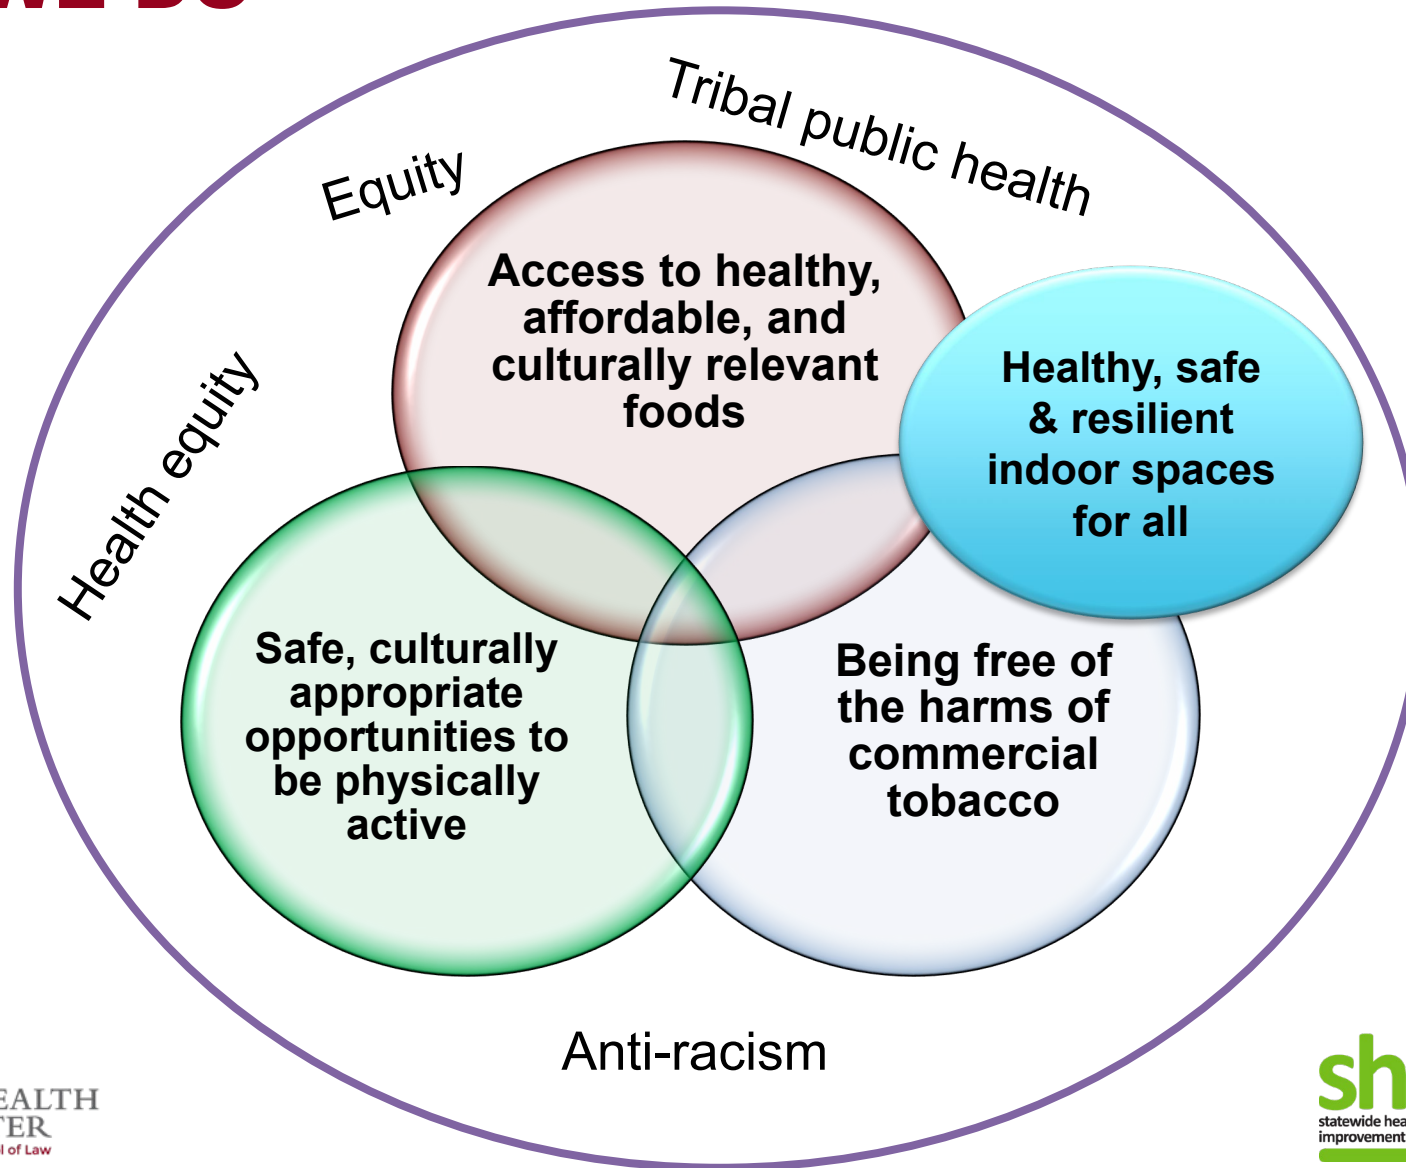 WE DO
Tribal public health
Equity
Health equity
Access to healthy,
affordable, and
culturally relevant
foods
Healthy, safe
& resilient
indoor spaces
for all
Safe, culturally
appropriate
opportunities to
be physically
active
Being free of
the harms of
commercial
tobacco
Anti-racism
EALTH
TER
l of Law
sh
statewide hea
improvement